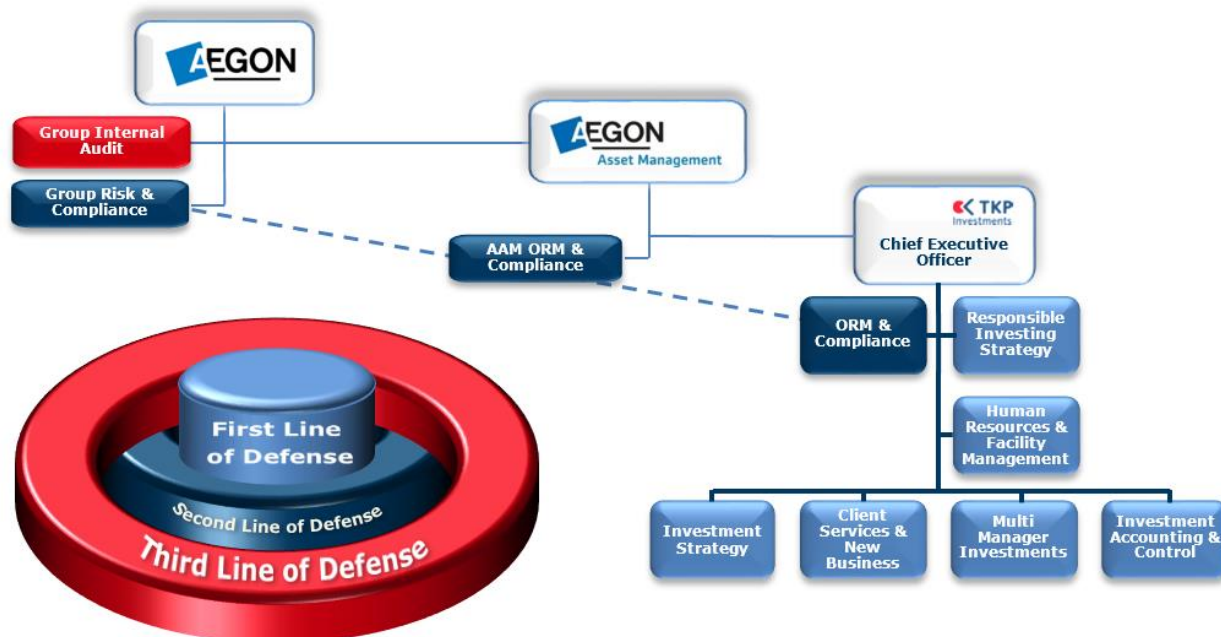 AEGON
Group Internal
Audit
Group Risk &
Compliance
AEGON
Asset Management
AAM ORM &
Compliance
TKP
Investments
Chief Executive
Officer
ORM &
Compliance
Responsible
Investing
Strategy
Human
Resources &
Facility
Management
Investment
Strategy
Client
Services &
New
Business
Multi
Manager
Investments
Investment
Accounting &
Control
First Line
of Defense
Second Line of Defense
Third Line of Defense